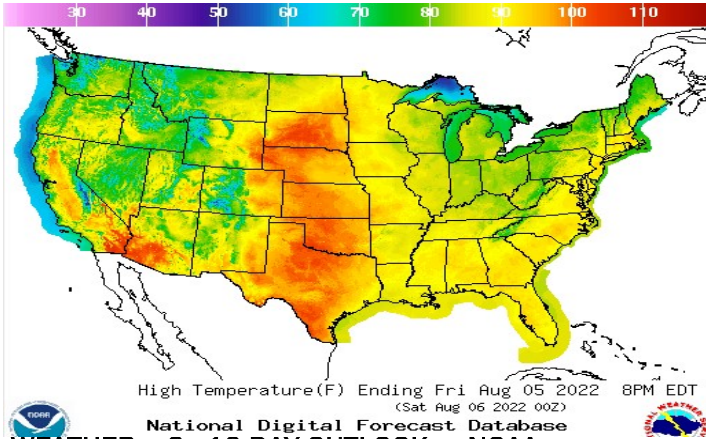 30 40 50 60 70 80 90 100 110
High Temperature(F) Ending Fri Aug 05 2022 8PM EDT
(Sat Aug 06 2022 00Z)
National Digital Forecast Database
NOAA